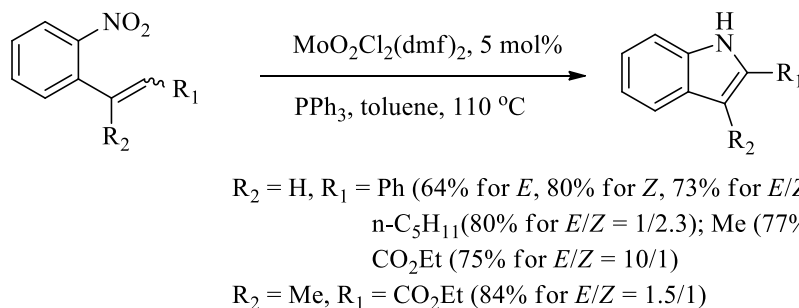 NO₂
R₁
R₂
MoO₂Cl₂(dmf)₂, 5 mol%
PPh₃, toluene, 110 °C
H
N
R₁
R₂
R₂ = H, R₁ = Ph (64% for E, 80% for Z, 73% for E/Z
n-C₅H₁₁(80% for E/Z = 1/2.3); Me (77%
CO₂Et (75% for E/Z = 10/1)
R₂ = Me, R₁ = CO₂Et (84% for E/Z = 1.5/1)